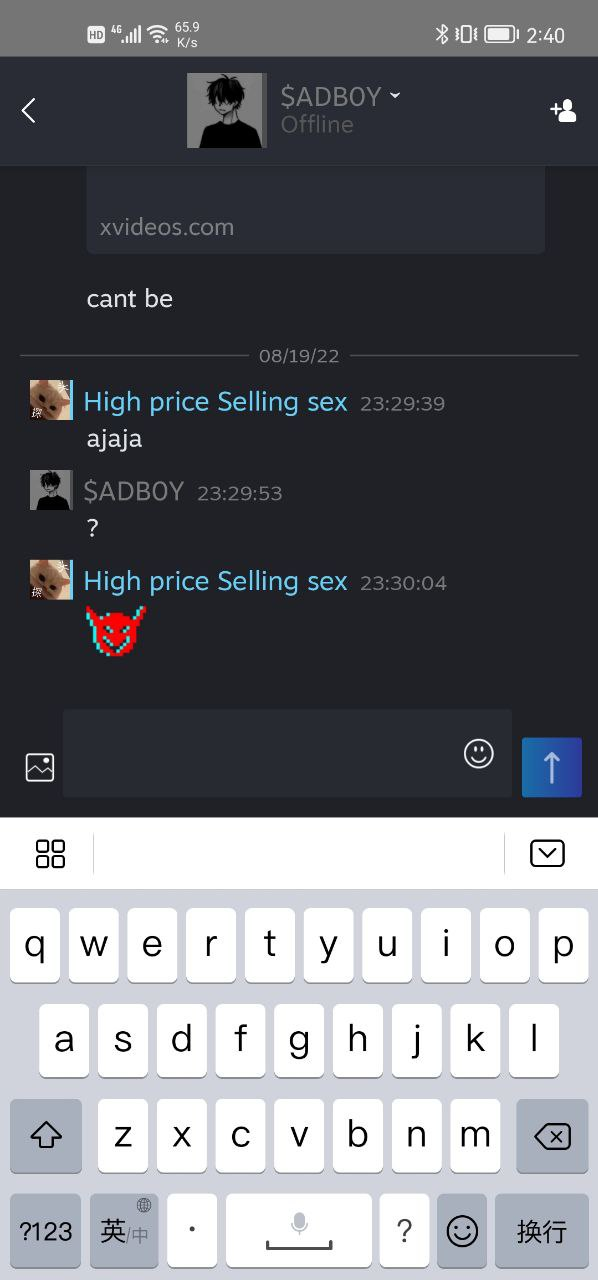 HD 4G 65.9 K/s 2:40
$ADB0Y
Offline
xvideos.com
cant be
08/19/22
High price Selling sex 23:29:39
ajaja
$ADB0Y 23:29:53
?
High price Selling sex 23:30:04
q w e r t y u i o p
a s d f g h j k l
z x c v b n m
?123 英/中 . ? 换行